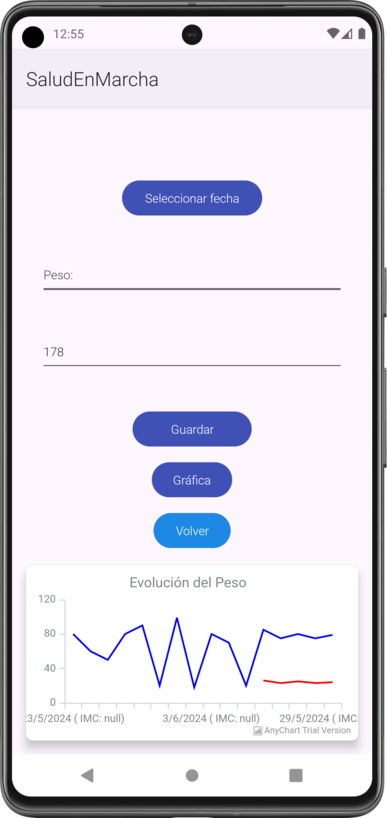 12:55
SaludEnMarcha
Seleccionar fecha
Peso:
178
Guardar
Gráfica
Volver
Evolución del Peso
120
80
40
0
3/5/2024 ( IMC: null) 3/6/2024 ( IMC: null) 29/5/2024 ( IMC
AnyChart Trial Version